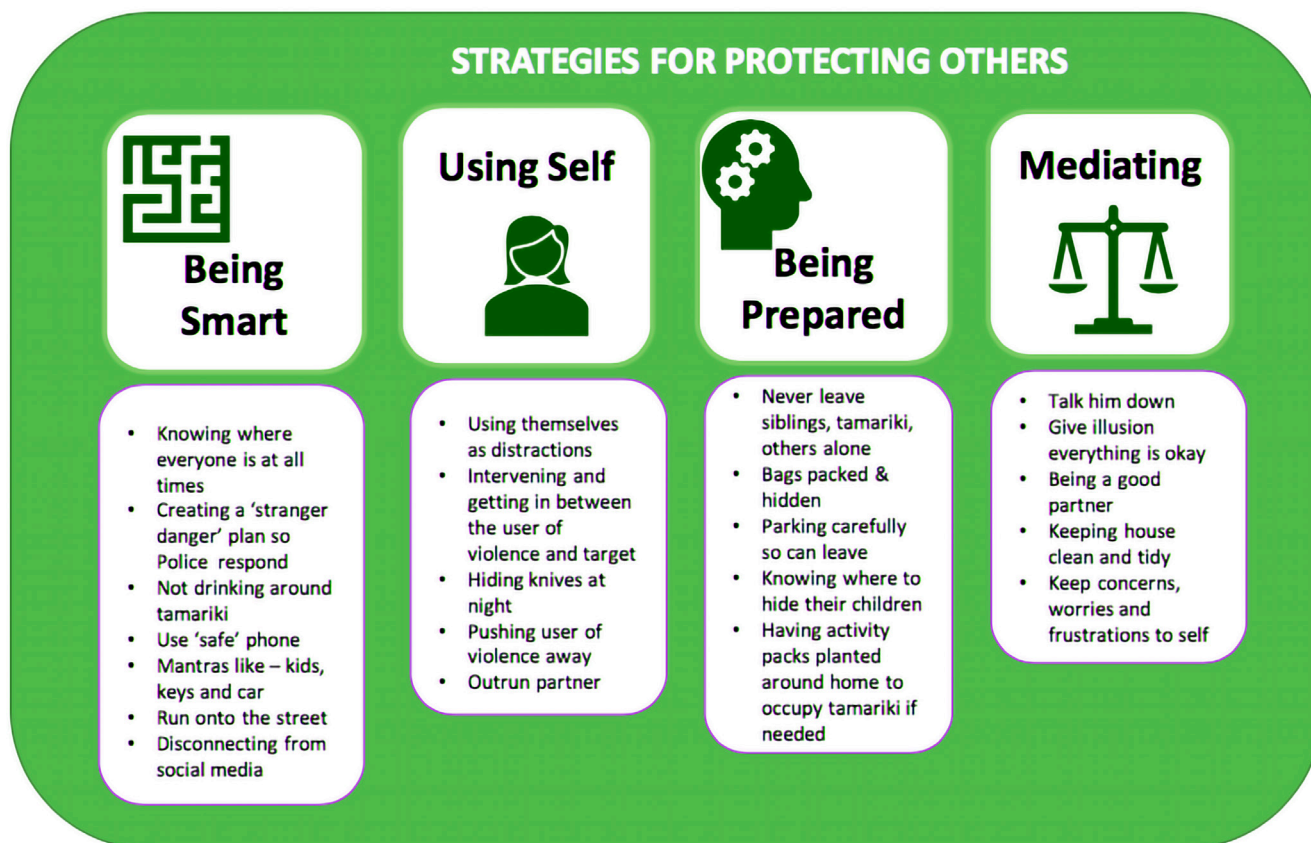 STRATEGIES FOR PROTECTING OTHERS
Being
Smart
• Knowing where
everyone is at all
times
• Creating a ‘stranger
danger’ plan so
Police respond
• Not drinking around
tamariki
• Use ‘safe’ phone
• Mantras like – kids,
keys and car
• Run onto the street
• Disconnecting from
social media
Using Self
• Using themselves
as distractions
• Intervening and
getting in between
the user of
violence and target
• Hiding knives at
night
• Pushing user of
violence away
• Outrun partner
Being
Prepared
• Never leave
siblings, tamariki,
others alone
• Bags packed &
hidden
• Parking carefully
so can leave
• Knowing where to
hide their children
• Having activity
packs planted
around home to
occupy tamariki if
needed
Mediating
• Talk him down
• Give illusion
everything is okay
• Being a good
partner
• Keeping house
clean and tidy
• Keep concerns,
worries and
frustrations to self